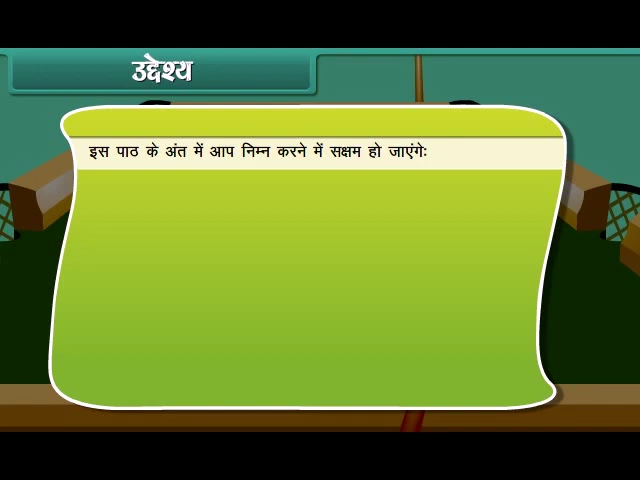 उद्देश्य
इस पाठ के अंत में आप निम्न करने में सक्षम हो जाएंगेः